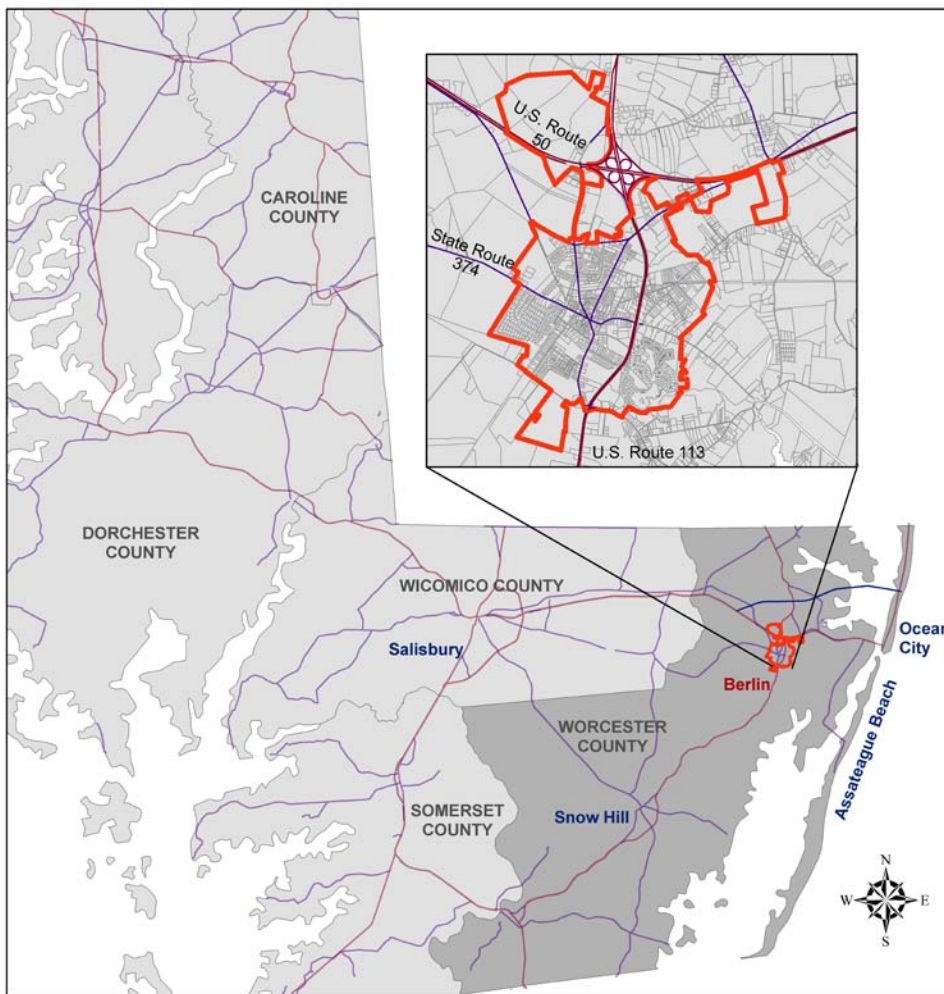 U.S. Route
50
CAROLINE
COUNTY
State Route
374
U.S. Route 113
DORCHESTER
COUNTY
WICOMICO COUNTY
Salisbury
Ocean
City
Berlin
WORCESTER
COUNTY
Assateague Beach
SOMERSET
COUNTY
Snow Hill
N
W
E
S